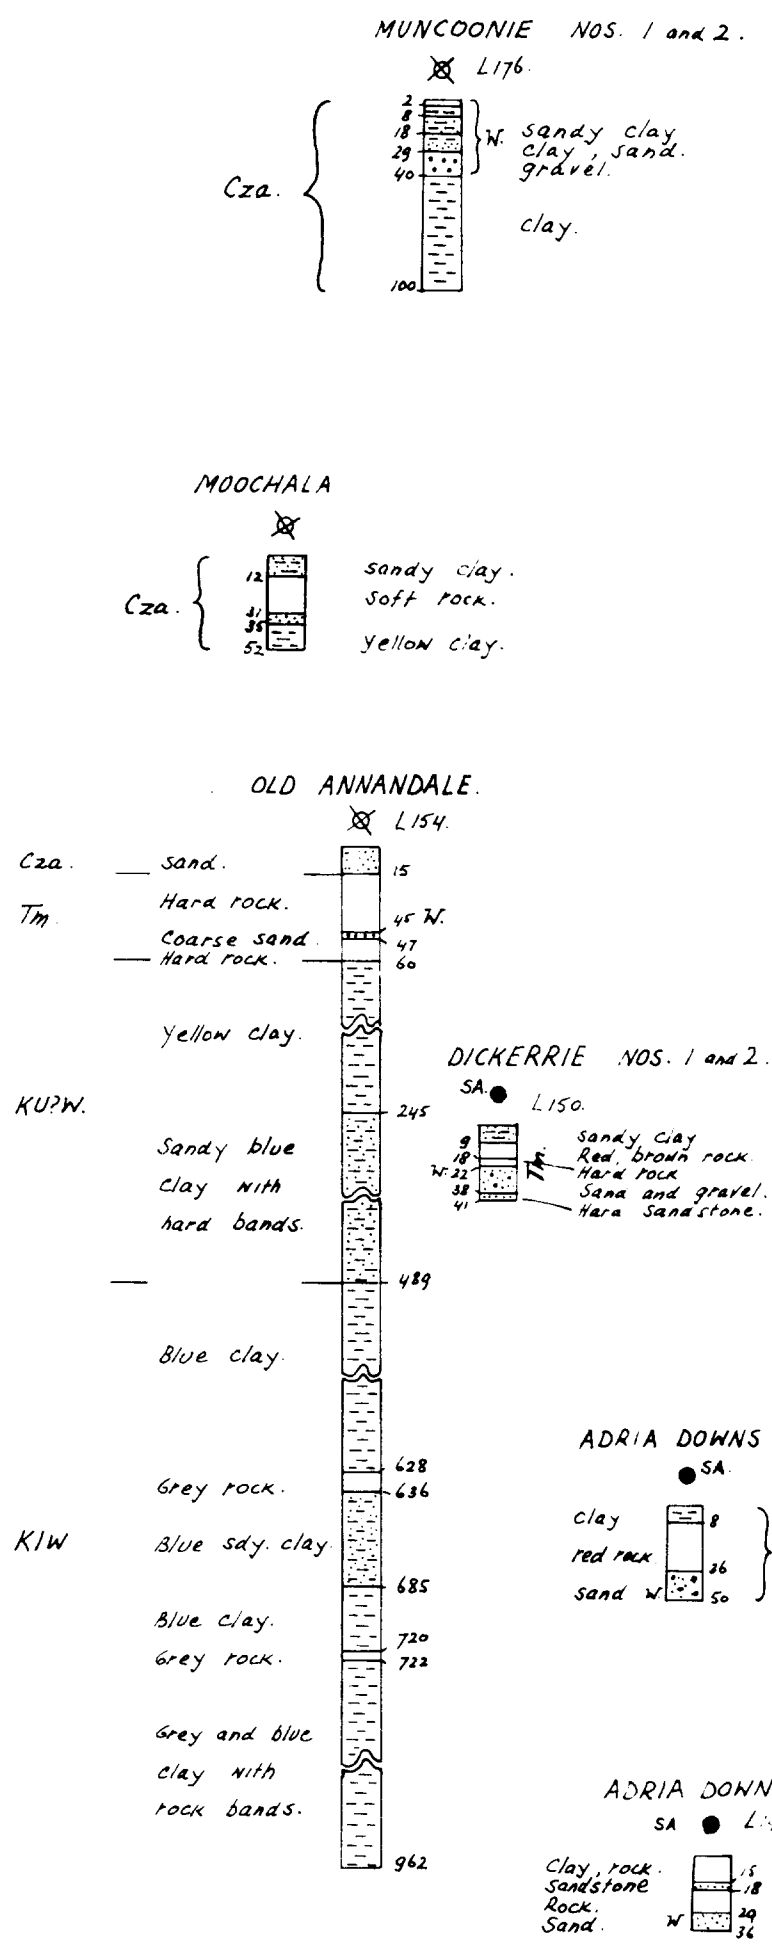 MUNCOONIE NOS. 1 and 2.
L176.
2
8
18
29
40
100
W.
sandy clay
clay, sand.
gravel.
clay.
Cza.
MOOCHALA
Cza.
12
31
35
52
sandy clay.
soft rock.
yellow clay.
OLD ANNANDALE.
L154.
Cza. sand. 15
Tm. Hard rock.
45 W.
Coarse sand. 47
Hard rock. 60
Yellow clay.
KU?W. 245
Sandy blue
clay with
hard bands.
489
Blue clay.
628
Grey rock. 636
KIW Blue sdy. clay
685
Blue clay.
720
Grey rock. 722
Grey and blue
clay with
rock bands.
962
DICKERRIE NOS. 1 and 2.
SA. L150.
9
18
W. 22
38
41
Tm.
Sandy clay
Red, brown rock.
Hard rock
Sand and gravel.
Hard Sandstone.
ADRIA DOWNS
SA.
clay 8
red rock 36
sand W. 50
ADRIA DOWN
SA
Clay, rock. 15
Sandstone 18
Rock. 29
Sand. W 36